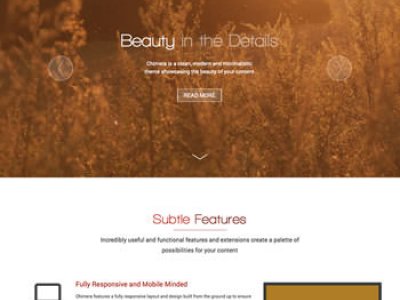 Beauty in the Details
Chimera is a clean, modern and minimalistic
theme showcasing the beauty of your content
READ MORE
Subtle Features
Incredibly useful and functional features and extensions create a palette of
possibilities for your content
Fully Responsive and Mobile Minded
Chimera features a fully responsive layout and design built from the ground up to ensure